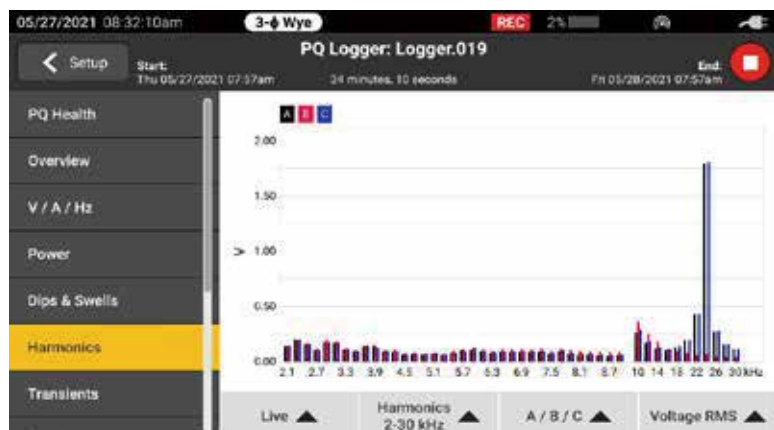 05/27/2021 08:32:10am 3-ϕ Wye REC 2%
Setup
PQ Logger: Logger.019
Start: End:
Thu 05/27/2021 07:57am 34 minutes, 10 seconds Fri 05/28/2021 07:57am
PQ Health
Overview
V / A / Hz
Power
Dips & Swells
Harmonics
Transients
A B C
2.00
1.50
1.00
0.50
0.00
V
2.1 2.7 3.3 3.9 4.5 5.1 5.7 6.3 6.9 7.5 8.1 8.7 10 14 18 22 26 30 kHz
Live
Harmonics
2-30 kHz
A / B / C
Voltage RMS